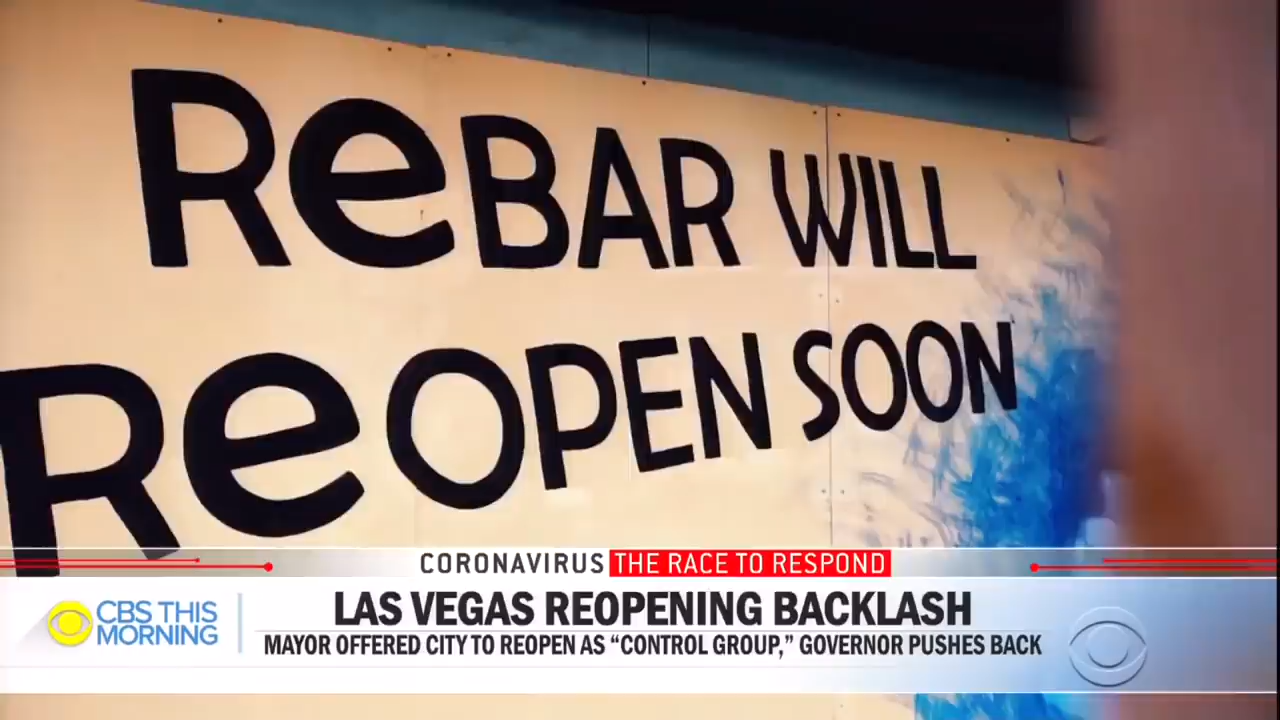 ReBAR WILL
ReOPEN SOON
CORONAVIRUS THE RACE TO RESPOND
CBS THIS
MORNING
LAS VEGAS REOPENING BACKLASH
MAYOR OFFERED CITY TO REOPEN AS “CONTROL GROUP,” GOVERNOR PUSHES BACK